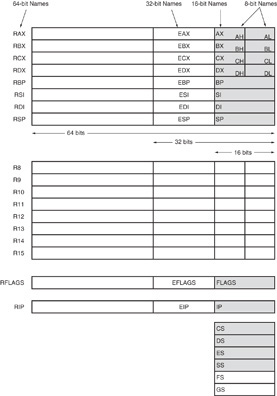 64-bit Names 32-bit Names 16-bit Names 8-bit Names
RAX EAX AX AH AL
RBX EBX BX BH BL
RCX ECX CX CH CL
RDX EDX DX DH DL
RBP EBP BP
RSI ESI SI
RDI EDI DI
RSP ESP SP
64 bits
32 bits
16 bits
R8
R9
R10
R11
R12
R13
R14
R15
RFLAGS EFLAGS FLAGS
RIP EIP IP
CS
DS
ES
SS
FS
GS